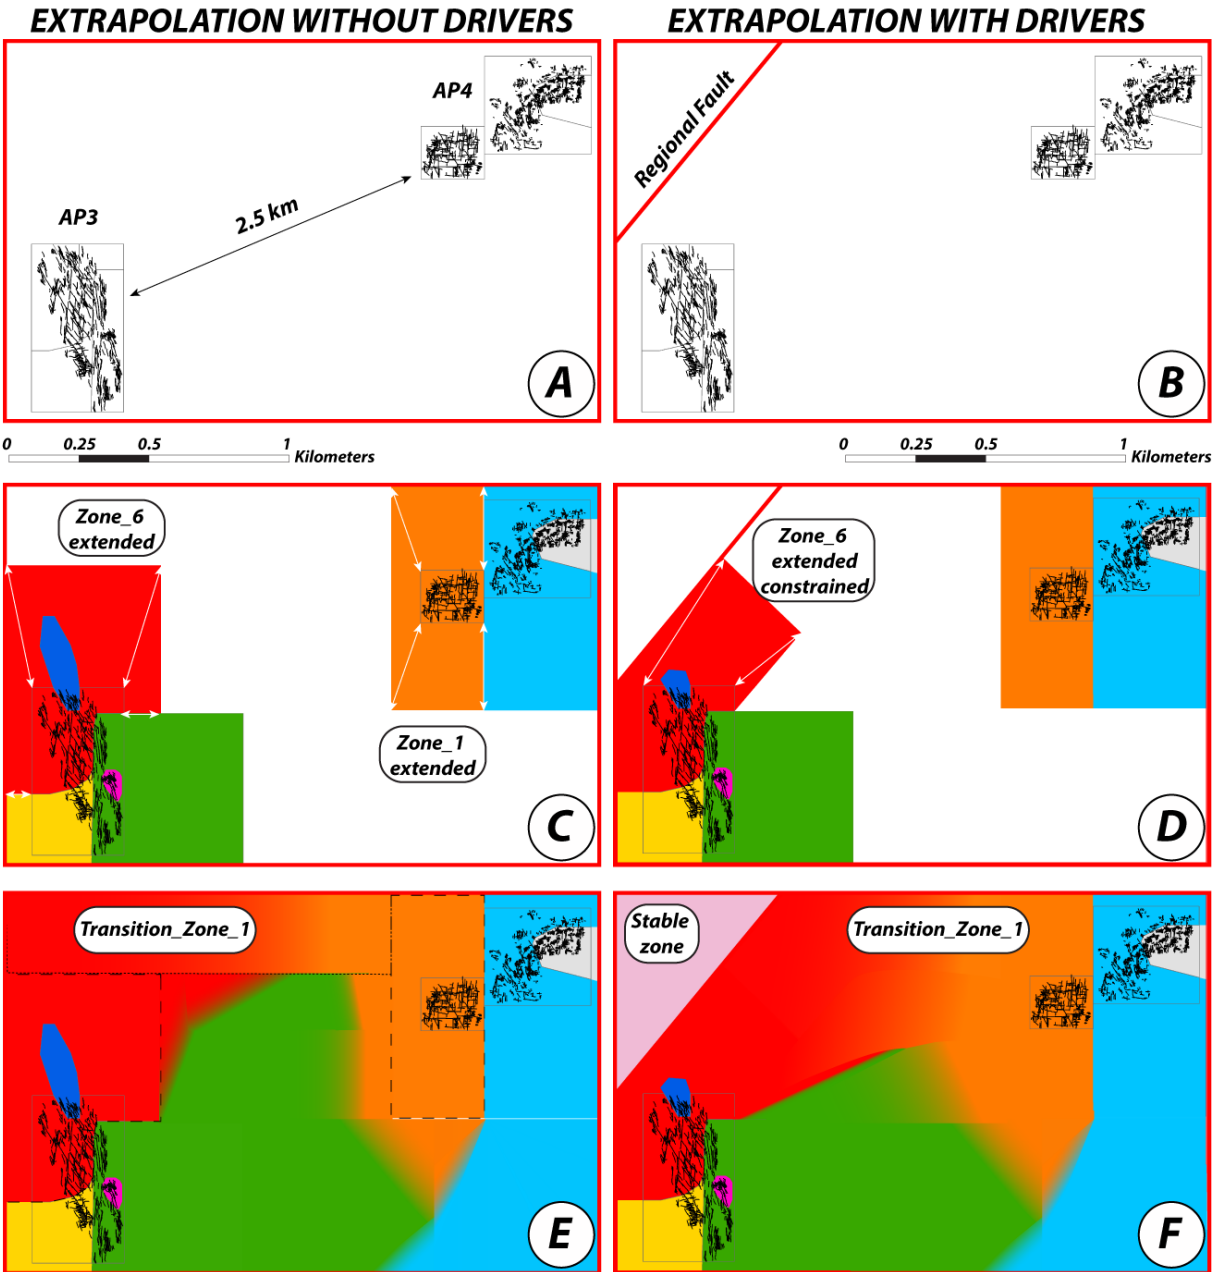 EXTRAPOLATION WITHOUT DRIVERS
EXTRAPOLATION WITH DRIVERS
AP4
AP3
2.5 km
A
Regional Fault
B
0 0.25 0.5 1
Kilometers
0 0.25 0.5 1
Kilometers
Zone_6
extended
Zone_1
extended
C
Zone_6
extended
constrained
D
Transition_Zone_1
E
Stable
zone
Transition_Zone_1
F